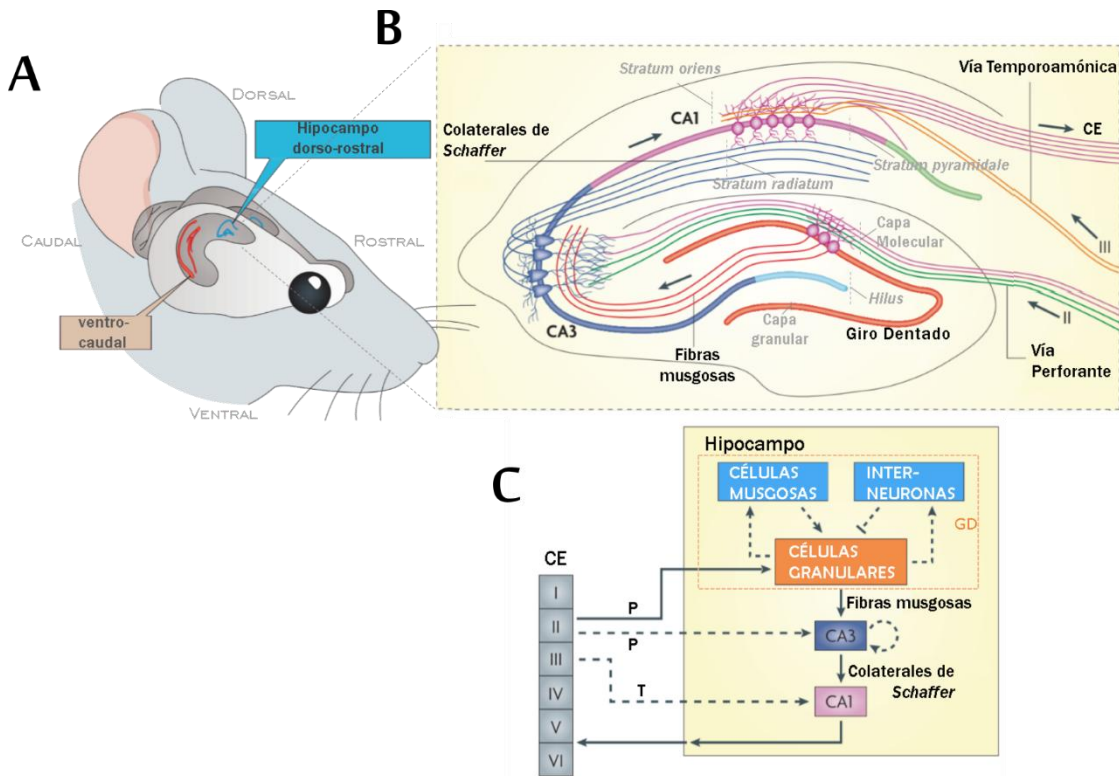 A
DORSAL
Hipocampo
dorso-rostral
CAUDAL
ROSTRAL
ventro-
caudal
VENTRAL
B
Stratum oriens
Vía Temporoamónica
CA1
CE
Colaterales de
Schaffer
Stratum pyramidale
Stratum radiatum
Capa
Molecular
III
Hilus
II
CA3
Capa
granular
Giro Dentado
Fibras
musgosas
Vía
Perforante
C
Hipocampo
CÉLULAS
MUSGOSAS
INTER-
NEURONAS
GD
CÉLULAS
GRANULARES
CE
I
II
III
IV
V
VI
P
P
T
Fibras musgosas
CA3
Colaterales de
Schaffer
CA1